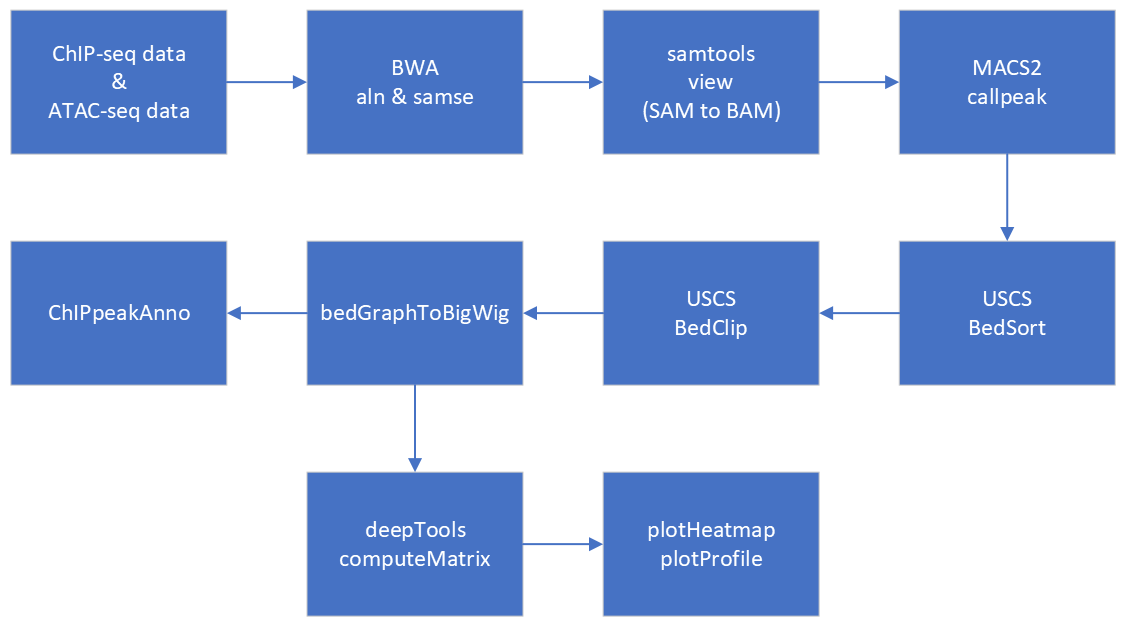 ChIP-seq data
&
ATAC-seq data
BWA
aln & samse
samtools
view
(SAM to BAM)
MACS2
callpeak
ChIPpeakAnno
bedGraphToBigWig
USCS
BedClip
USCS
BedSort
deepTools
computeMatrix
plotHeatmap
plotProfile